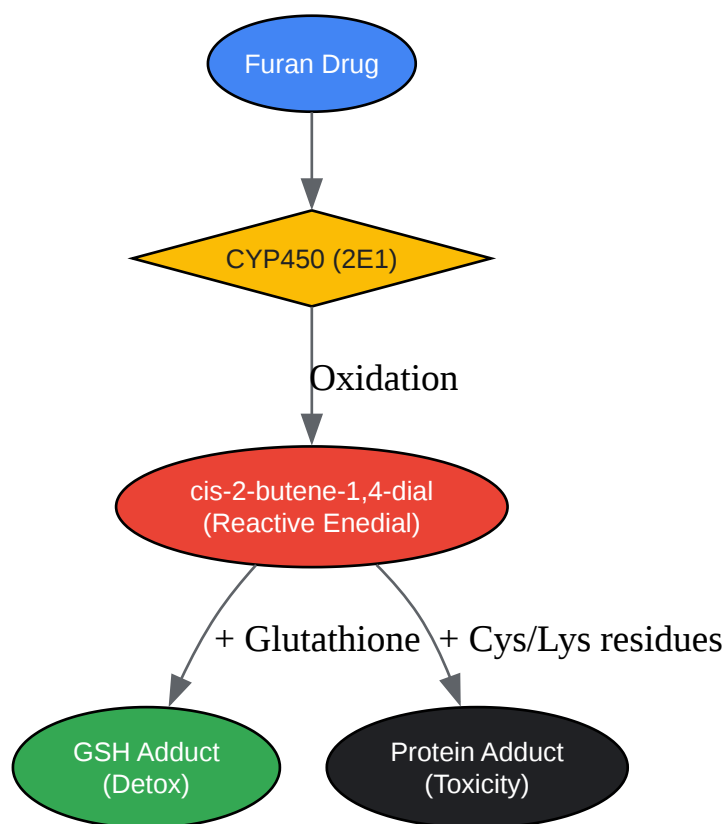 Furan Drug
CYP450 (2E1)
Oxidation
cis-2-butene-1,4-dial
(Reactive Enedial)
+ Glutathione
+ Cys/Lys residues
GSH Adduct
(Detox)
Protein Adduct
(Toxicity)